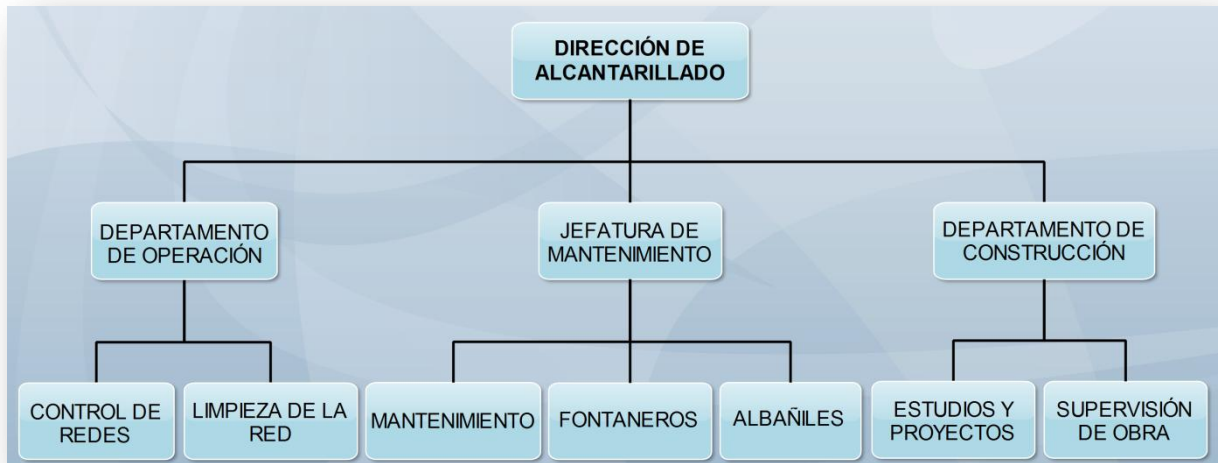 DIRECCIÓN DE
ALCANTARILLADO
DEPARTAMENTO
DE OPERACIÓN
JEFATURA DE
MANTENIMIENTO
DEPARTAMENTO DE
CONSTRUCCIÓN
CONTROL DE
REDES
LIMPIEZA DE LA
RED
MANTENIMIENTO
FONTANEROS
ALBAÑILES
ESTUDIOS Y
PROYECTOS
SUPERVISIÓN
DE OBRA